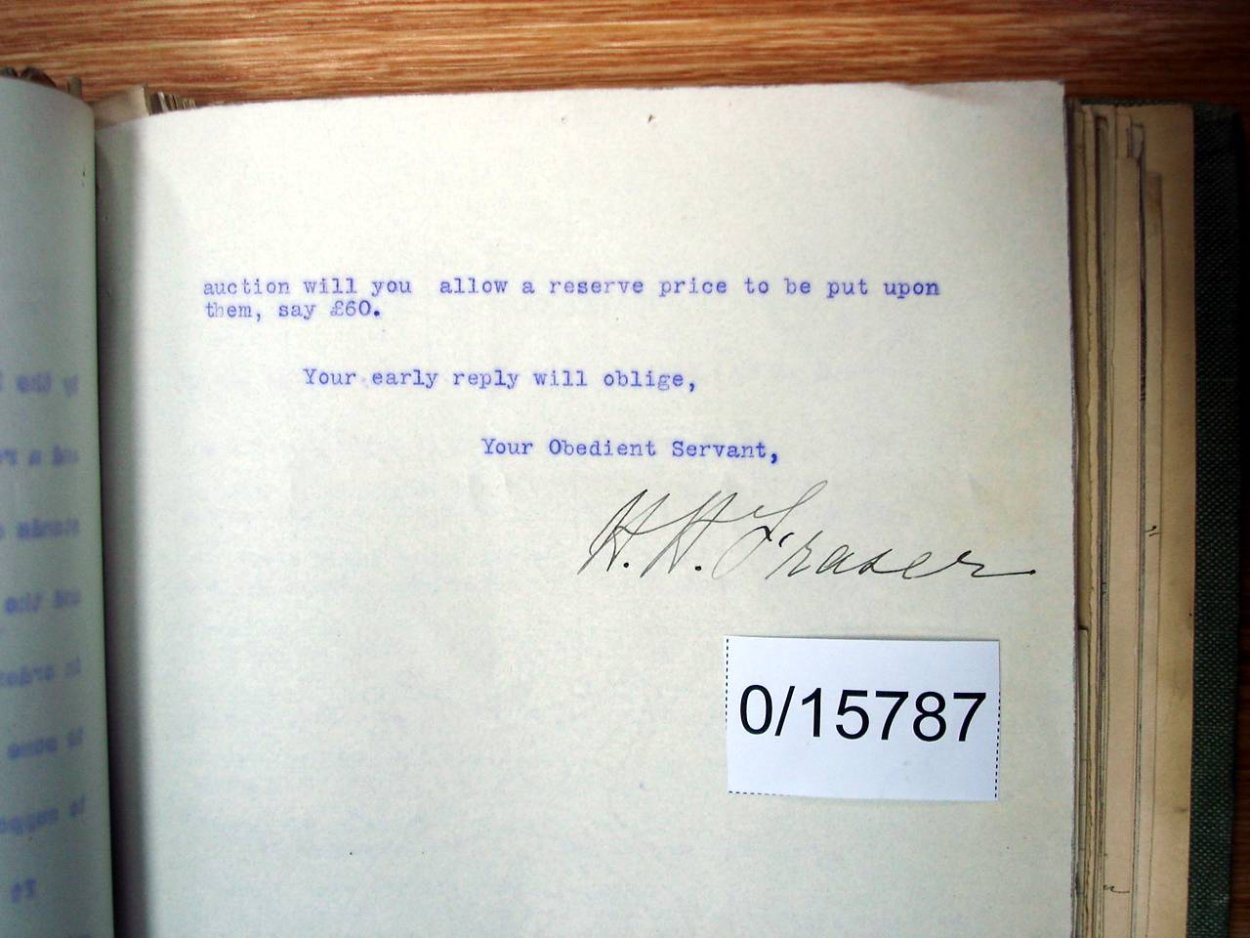 auction will you allow a reserve price to be put upon
them, say £60.
Your early reply will oblige,
Your Obedient Servant,
H. H. Fraser
0/15787